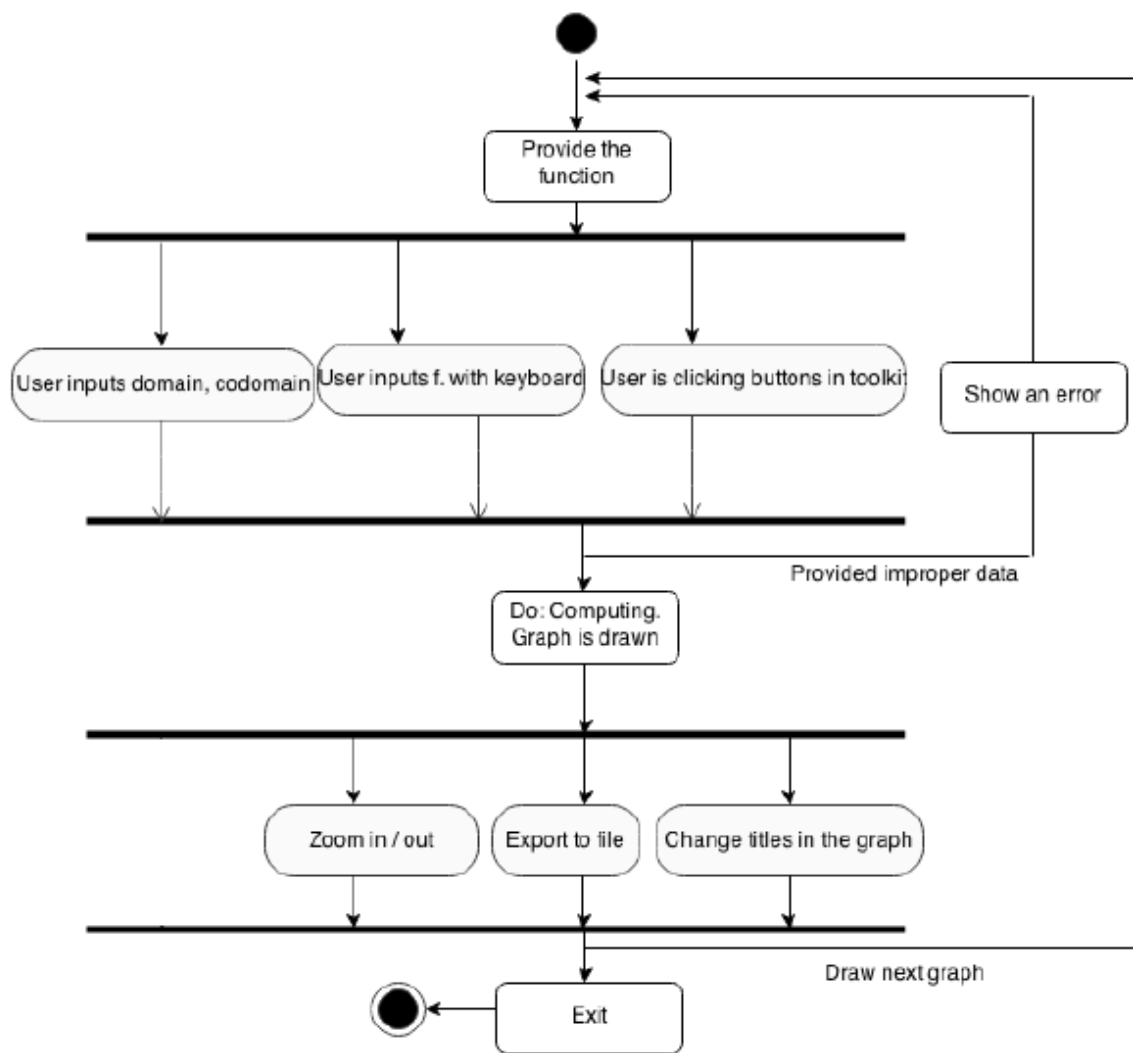 Provide the
function
User inputs domain, codomain
User inputs f. with keyboard
User is clicking buttons in toolkit
Show an error
Provided improper data
Do: Computing.
Graph is drawn
Zoom in / out
Export to file
Change titles in the graph
Draw next graph
Exit